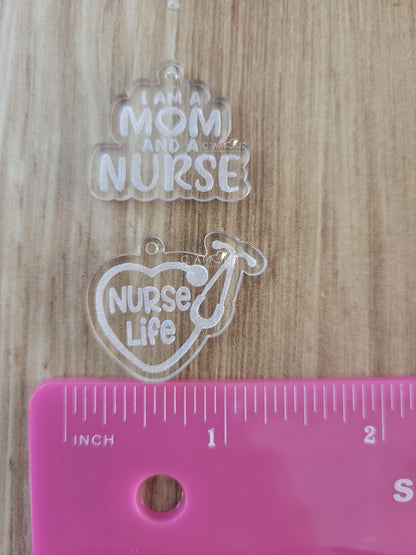 I AM A
MOM
AND A
NURSE
NURSE
Life
INCH
1
2
S